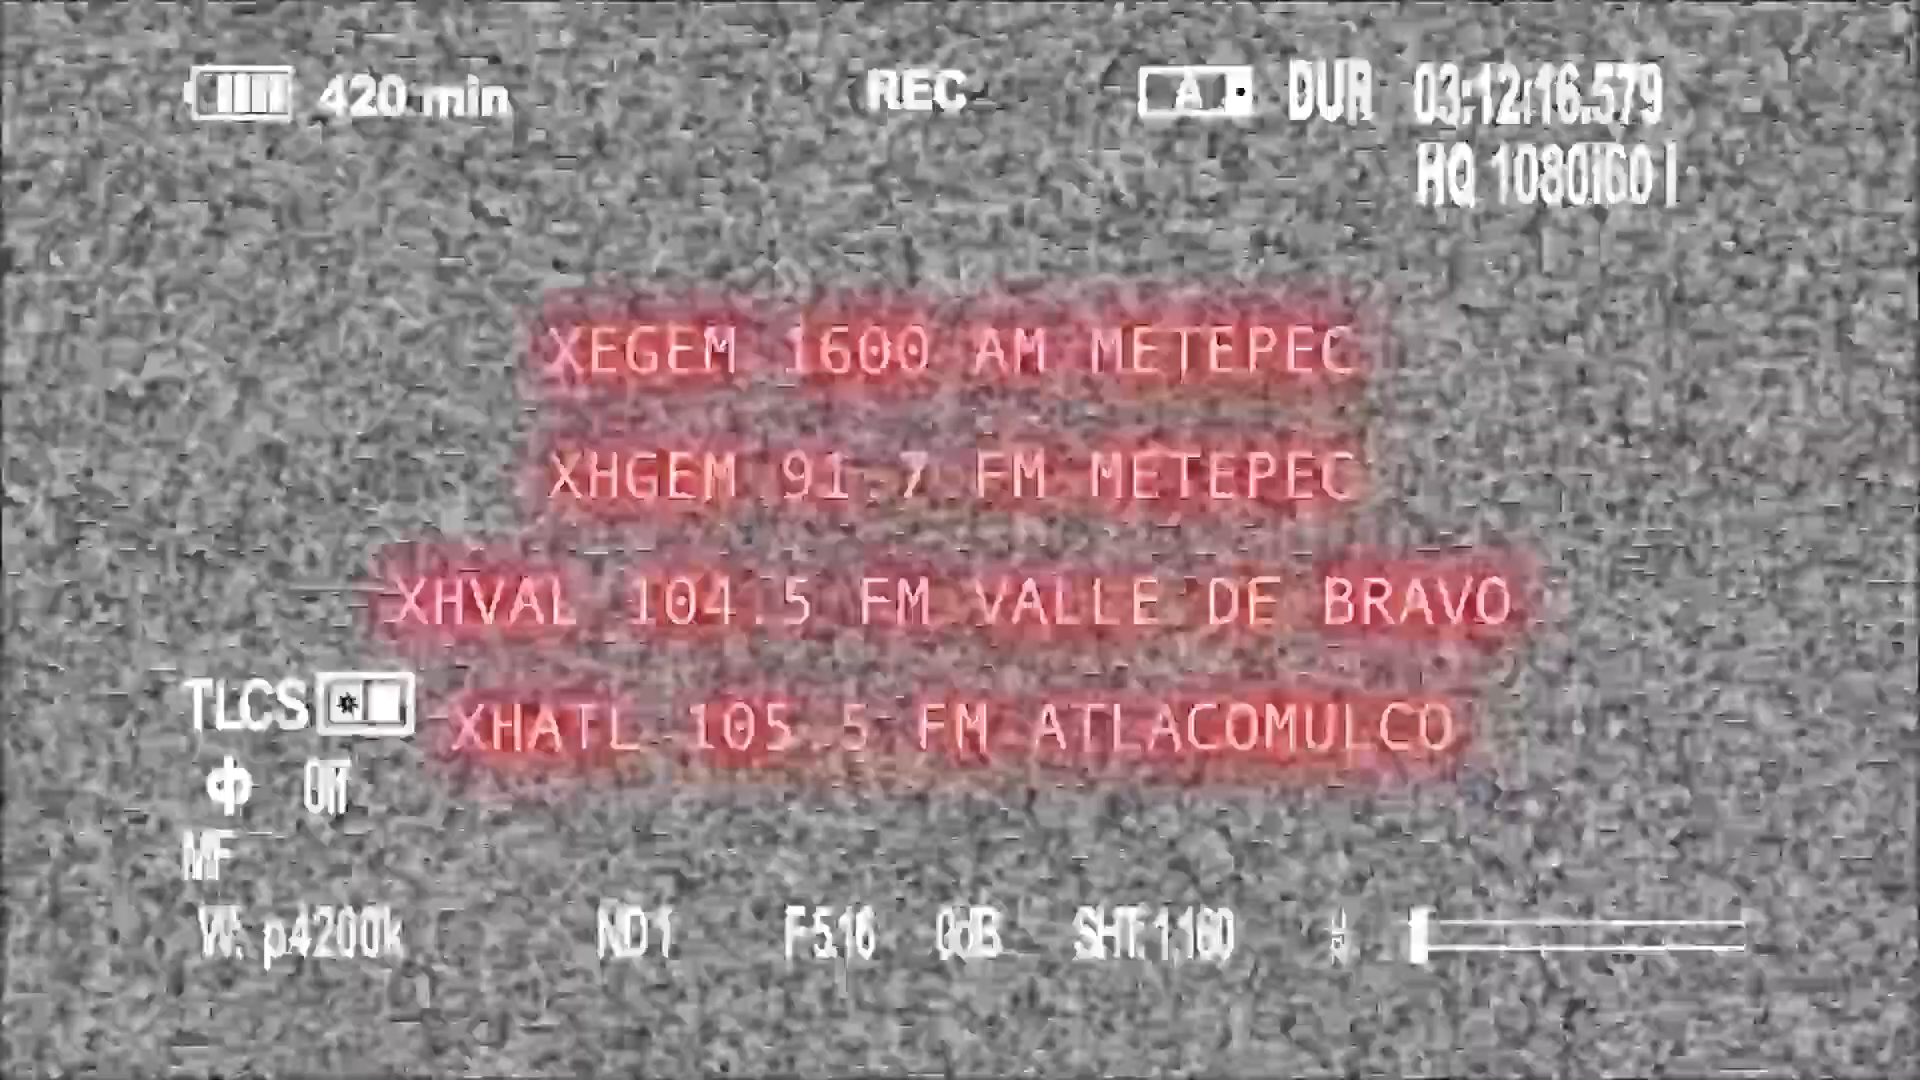 420 min REC A DUR 03:12:16.579
HQ 1080i60
XEGEM 1600 AM METEPEC
XHGEM 91.7 FM METEPEC
XHVAL 104.5 FM VALLE DE BRAVO
TLCS XHATL 105.5 FM ATLACOMULCO
Off
MF
W: p4200k ND1 F5.16 0dB SHT.1.160